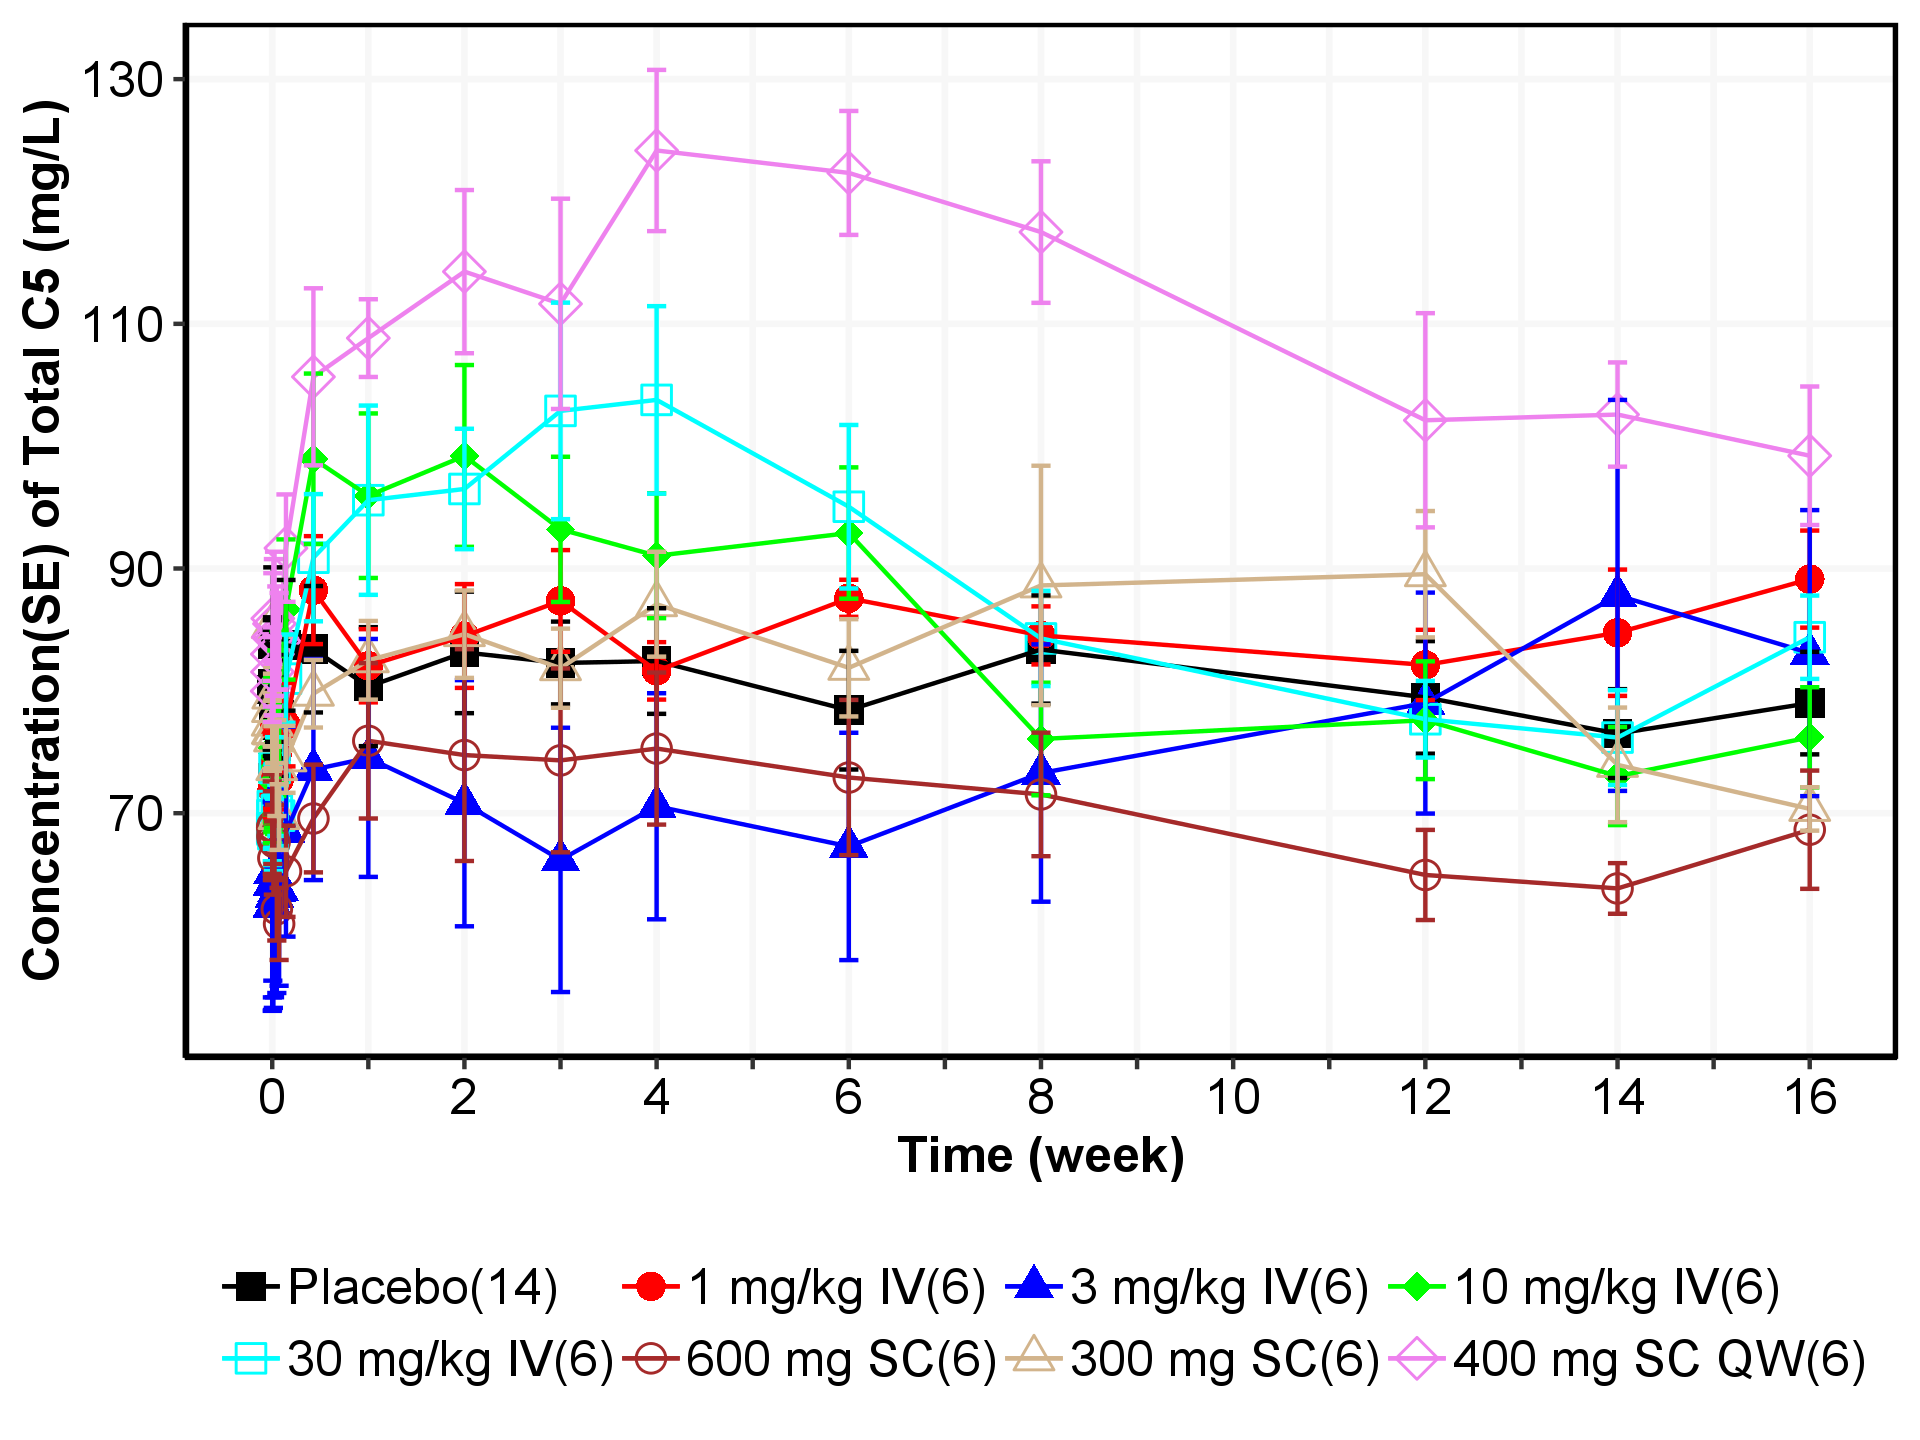 Concentration(SE) of Total C5 (mg/L)
130
110
90
70
0 2 4 6 8 10 12 14 16
Time (week)
Placebo(14) 1 mg/kg IV(6) 3 mg/kg IV(6) 10 mg/kg IV(6)
30 mg/kg IV(6) 600 mg SC(6) 300 mg SC(6) 400 mg SC QW(6)